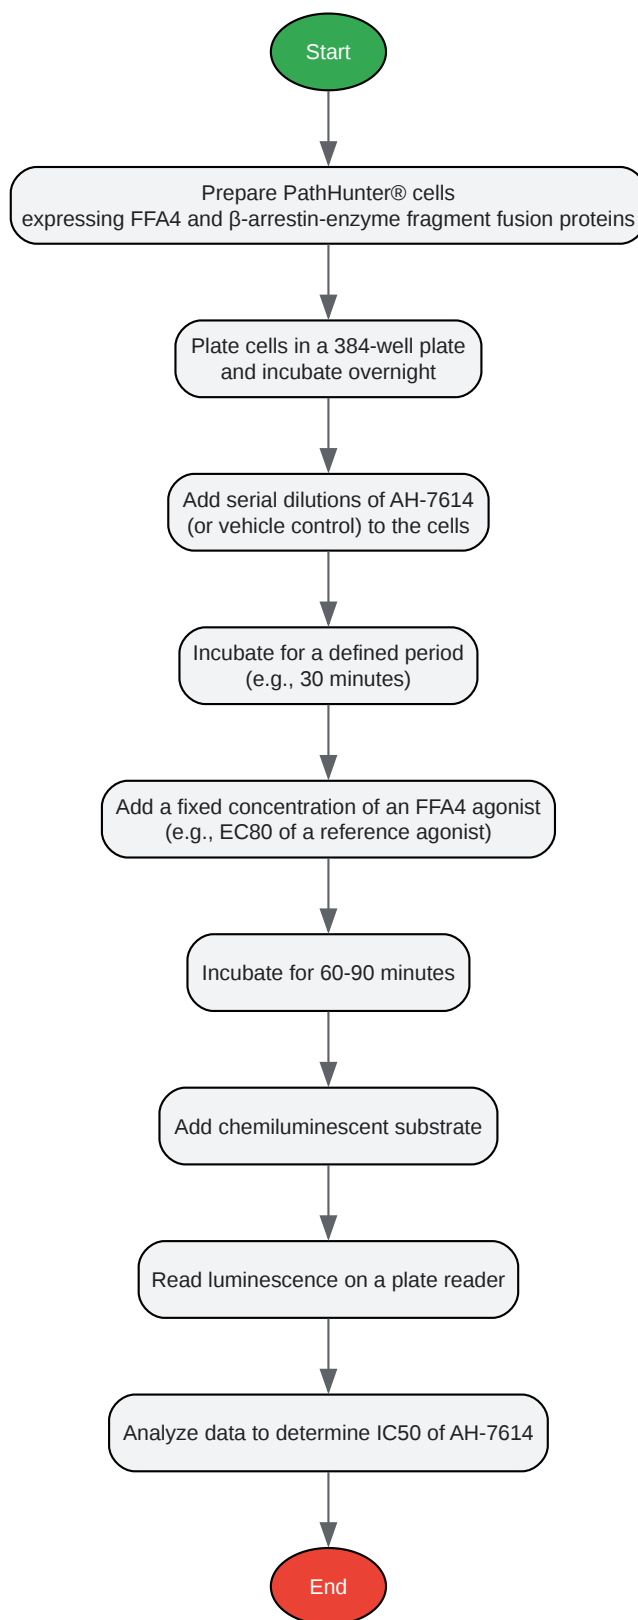 Start
Prepare PathHunter® cells
expressing FFA4 and β-arrestin-enzyme fragment fusion proteins
Plate cells in a 384-well plate
and incubate overnight
Add serial dilutions of AH-7614
(or vehicle control) to the cells
Incubate for a defined period
(e.g., 30 minutes)
Add a fixed concentration of an FFA4 agonist
(e.g., EC80 of a reference agonist)
Incubate for 60-90 minutes
Add chemiluminescent substrate
Read luminescence on a plate reader
Analyze data to determine IC50 of AH-7614
End